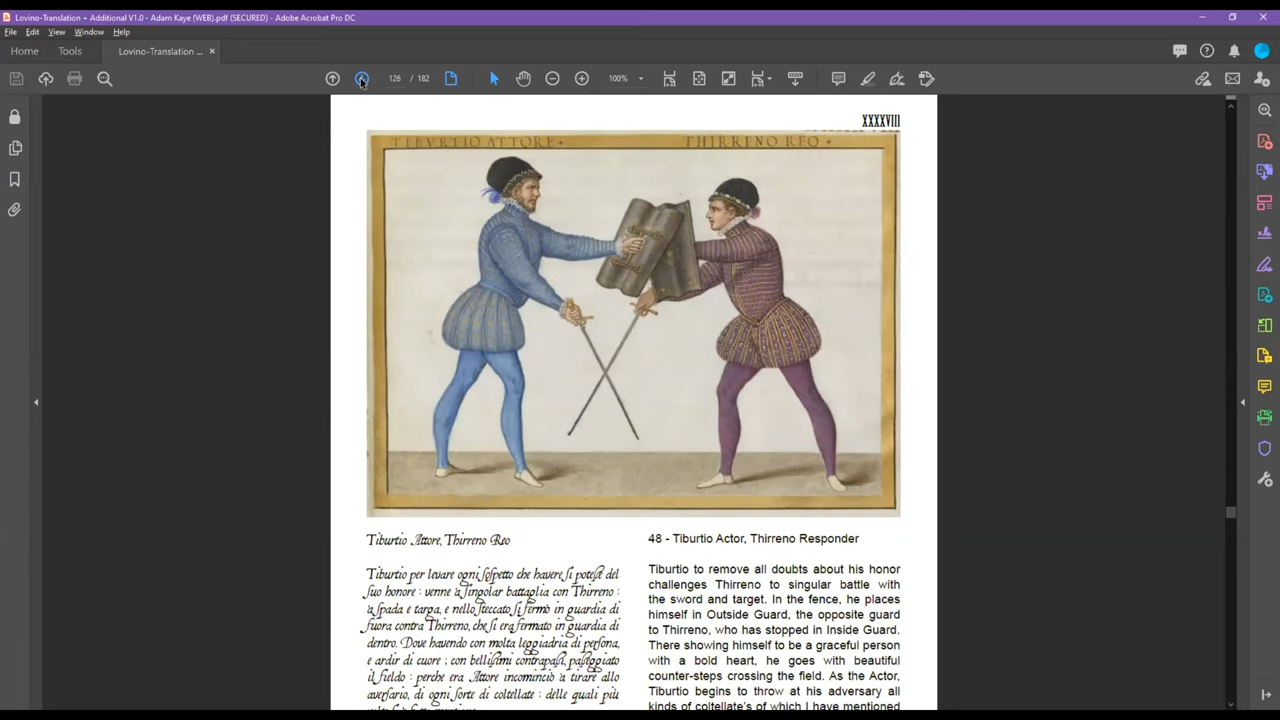 Lovino-Translation + Additional V1.0 - Adam Kaye (WEB).pdf (SECURED) - Adobe Acrobat Pro DC
File Edit View Window Help
Home Tools Lovino-Translation ... ×
126 / 182 100%
XXXXVIII
TIBVRTIO ATTORE • THIRRENO REO •
Tiburtio Attore, Thirreno Reo
Tiburtio per levare ogni sospetto che havere si potesse del
suo honore : venne à singolar battaglia con Thirreno :
à spada e targa, e nello steccato si fermo in guardia di
fuora contra Thirreno, che si era fermato in guardia di
dentro. Dove havendo con molta leggiadria di persona,
e ardir di cuore ; con bellissimi contrapassi, passeggiato
il fieldo : perche era Attore incominciò à tirare allo
aversario, di ogni sorte di coltellate : delle quali più
48 - Tiburtio Actor, Thirreno Responder
Tiburtio to remove all doubts about his honor
challenges Thirreno to singular battle with
the sword and target. In the fence, he places
himself in Outside Guard, the opposite guard
to Thirreno, who has stopped in Inside Guard.
There showing himself to be a graceful person
with a bold heart, he goes with beautiful
counter-steps crossing the field. As the Actor,
Tiburtio begins to throw at his adversary all
kinds of coltellate's of which I have mentioned